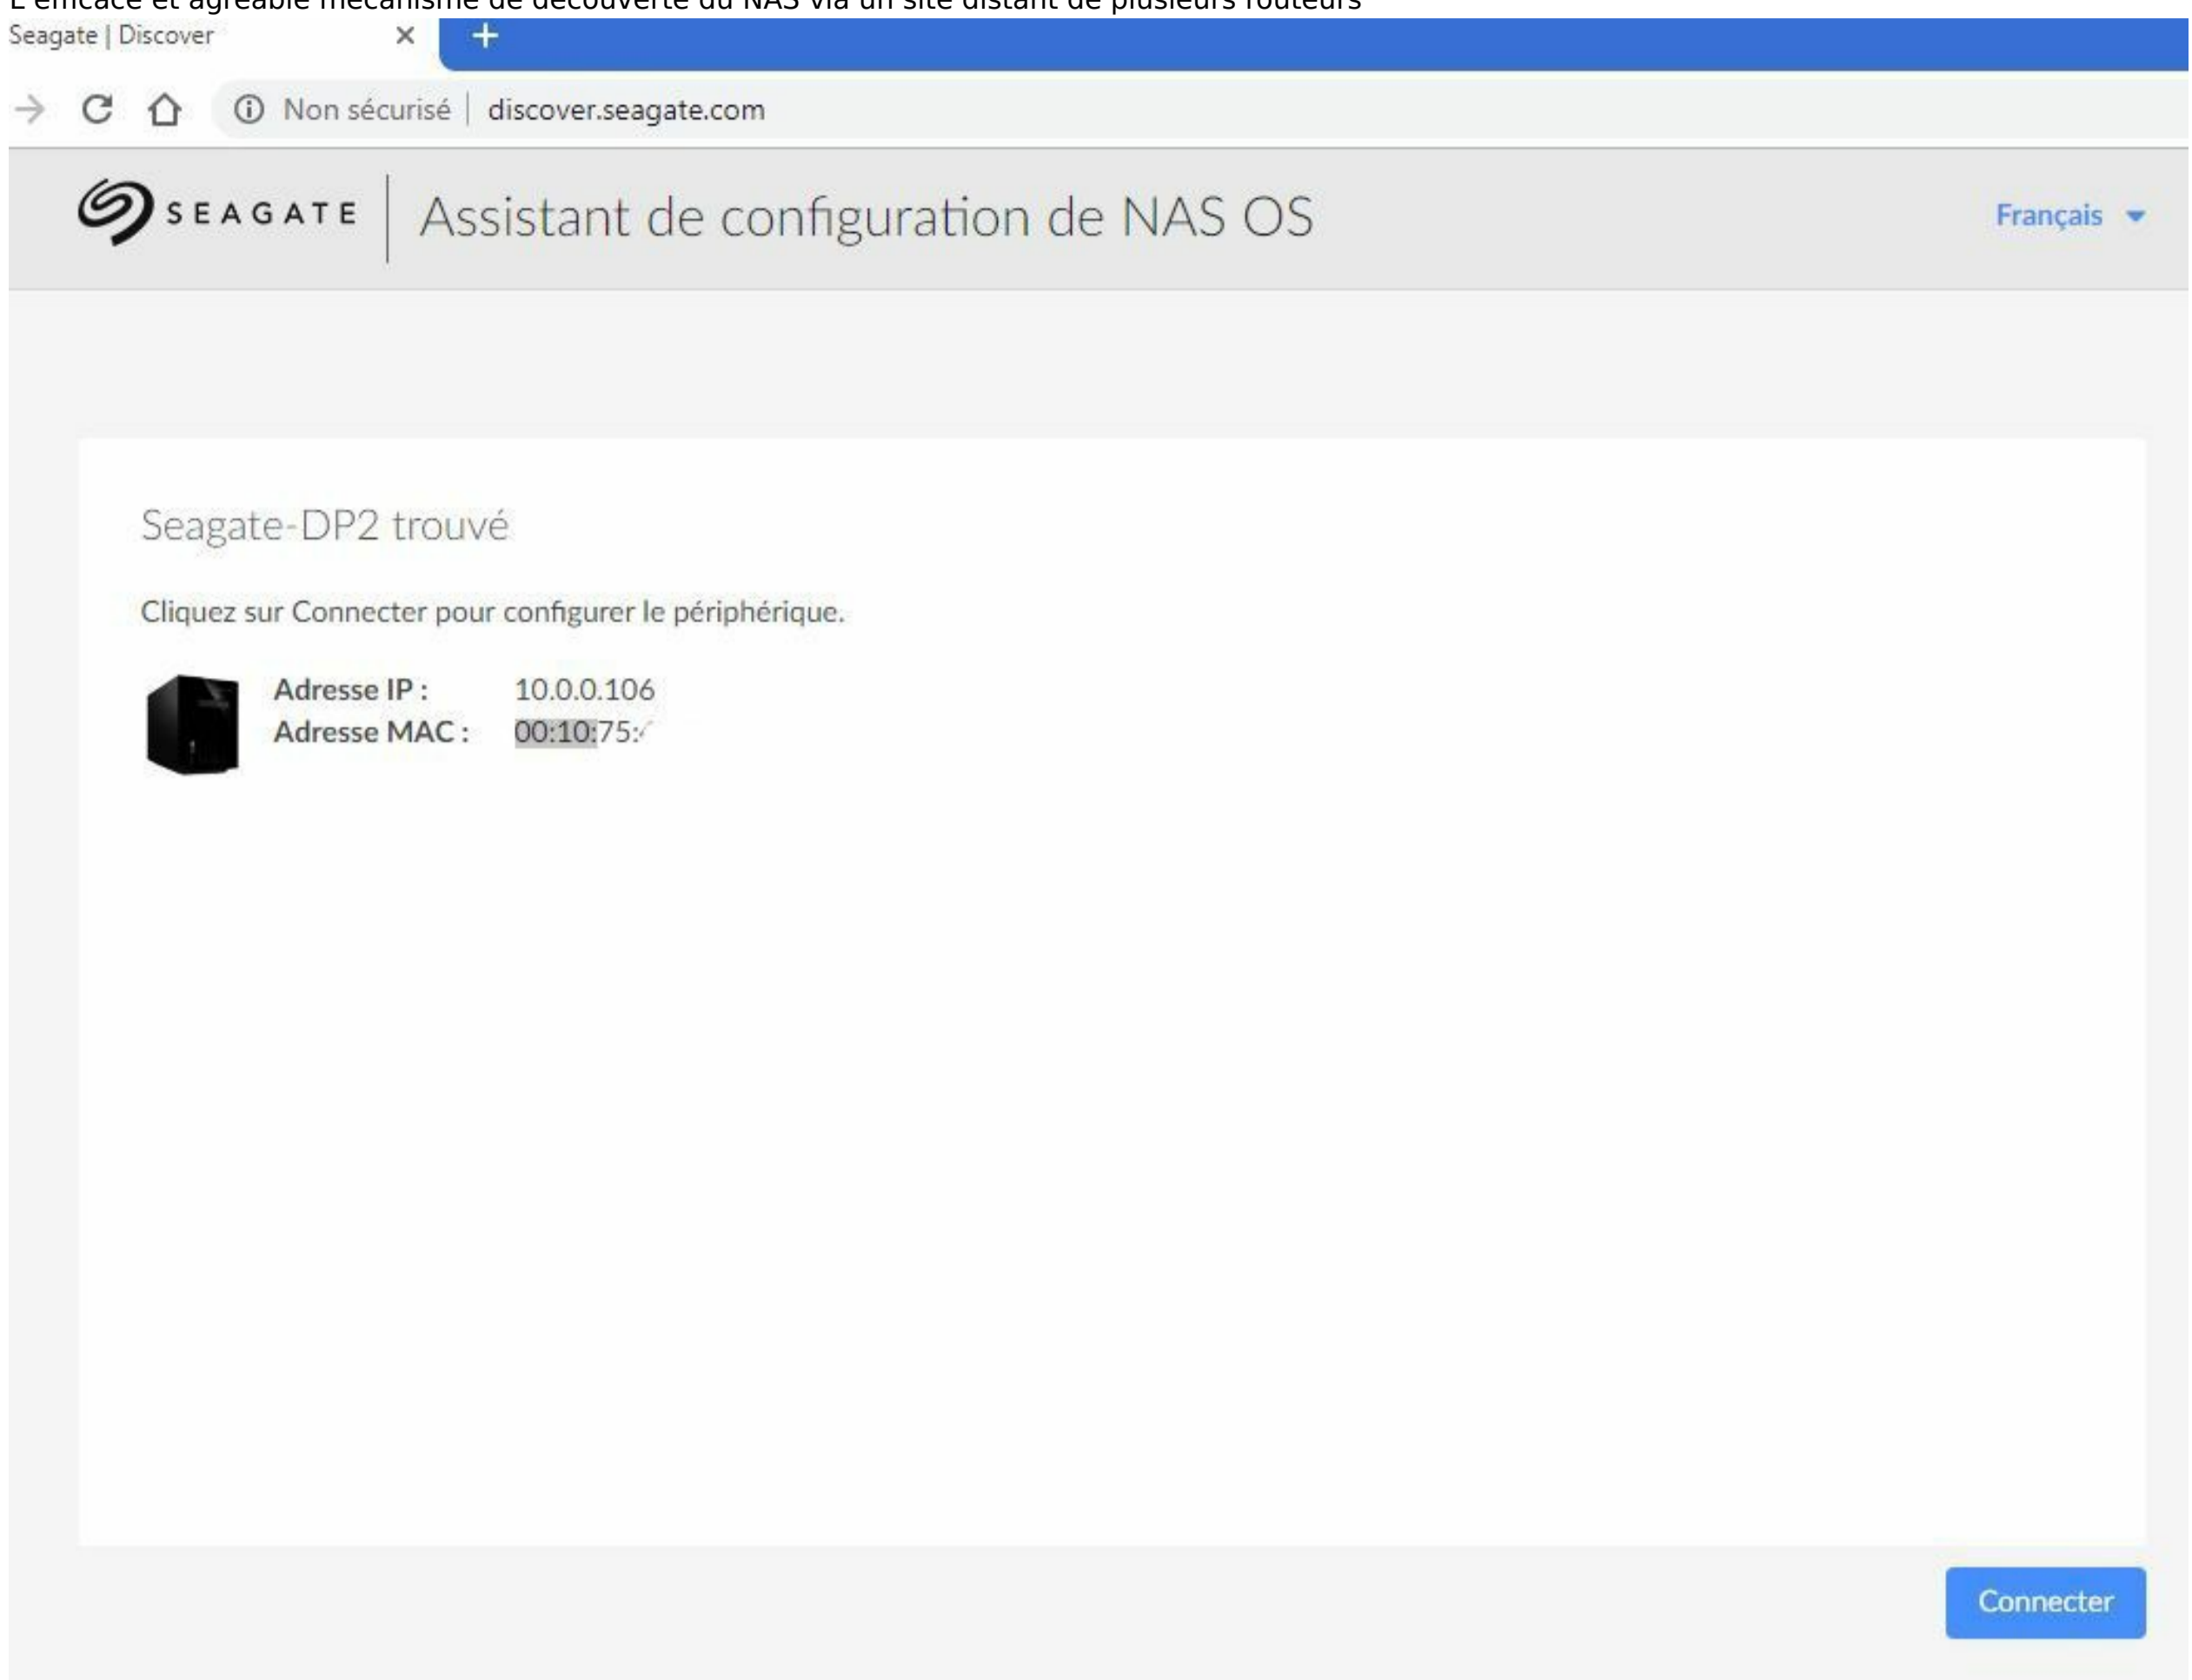 L'efficace et agréable mécanisme de découverte du NAS via un site distant de plusieurs routeurs
Seagate | Discover
Non sécurisé | discover.seagate.com
SEAGATE | Assistant de configuration de NAS OS
Français
Seagate-DP2 trouvé
Cliquez sur Connecter pour configurer le périphérique.
Adresse IP : 10.0.0.106
Adresse MAC : 00:10:75:
Connecter